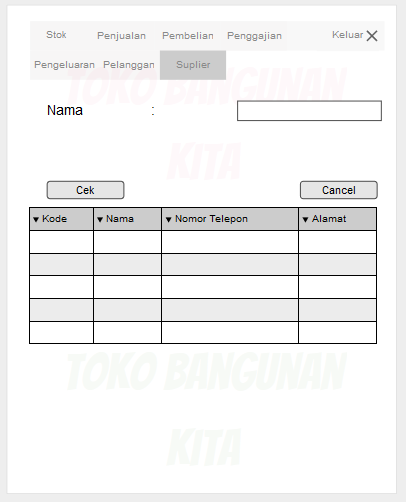 Stok Penjualan Pembelian Penggajian Keluar
Pengeluaran Pelanggan Suplier
TOKO BANGUNAN
KITA
Nama :
Cek Cancel
Kode Nama Nomor Telepon Alamat
TOKO BANGUNAN
KITA